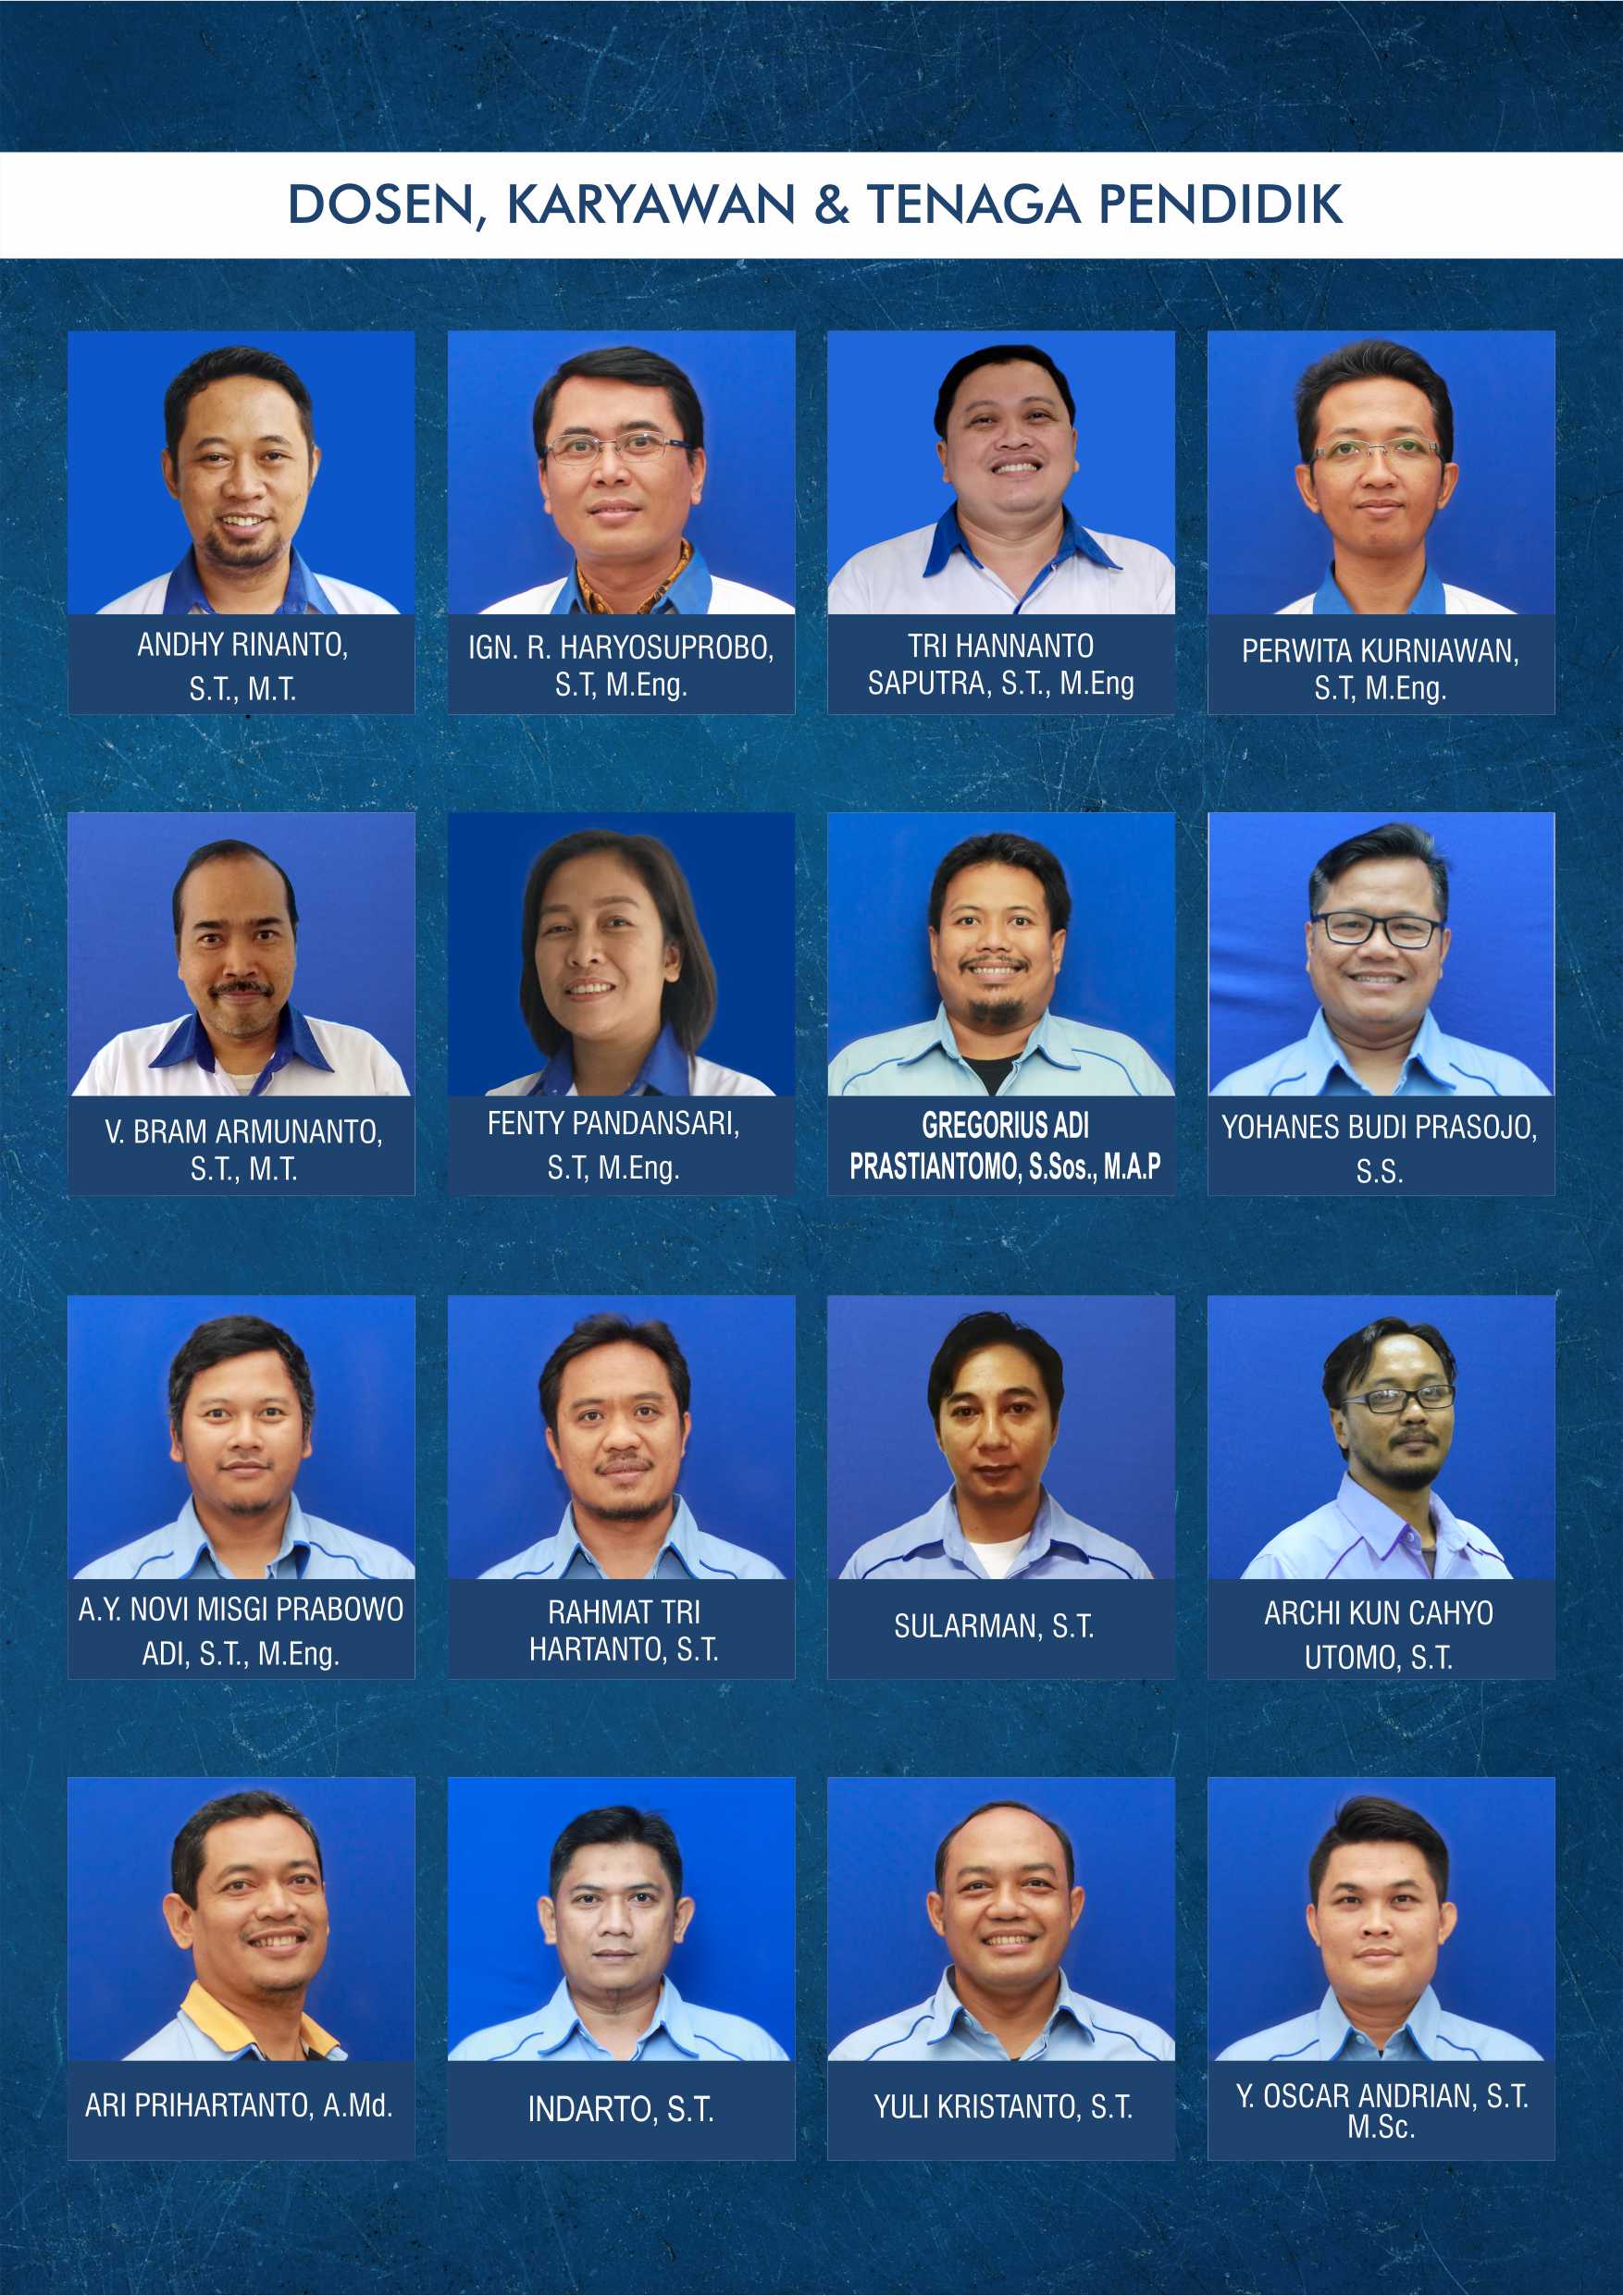 DOSEN, KARYAWAN & TENAGA PENDIDIK
ANDHY RINANTO,
S.T., M.T.
IGN. R. HARYOSUPROBO,
S.T, M.Eng.
TRI HANNANTO
SAPUTRA, S.T., M.Eng
PERWITA KURNIAWAN,
S.T, M.Eng.
V. BRAM ARMUNANTO,
S.T., M.T.
FENTY PANDANSARI,
S.T, M.Eng.
GREGORIUS ADI
PRASTIANTOMO, S.Sos., M.A.P
YOHANES BUDI PRASOJO,
S.S.
A.Y. NOVI MISGI PRABOWO
ADI, S.T., M.Eng.
RAHMAT TRI
HARTANTO, S.T.
SULARMAN, S.T.
ARCHI KUN CAHYO
UTOMO, S.T.
ARI PRIHARTANTO, A.Md.
INDARTO, S.T.
YULI KRISTANTO, S.T.
Y. OSCAR ANDRIAN, S.T.
M.Sc.